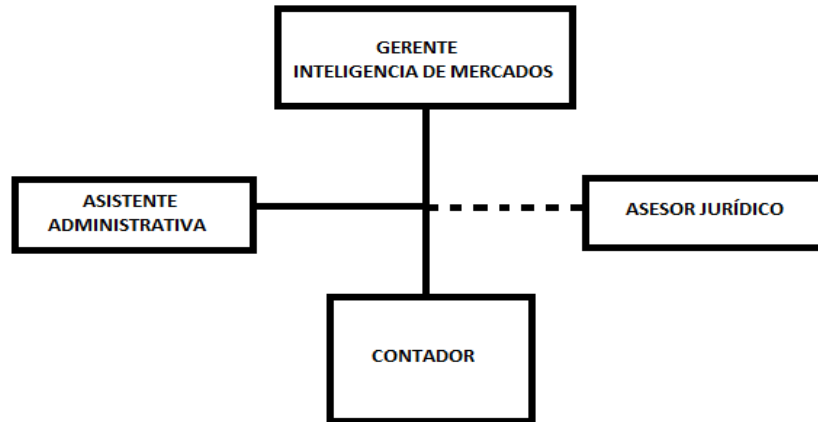 GERENTE
INTELIGENCIA DE MERCADOS
ASISTENTE
ADMINISTRATIVA
ASESOR JURÍDICO
CONTADOR